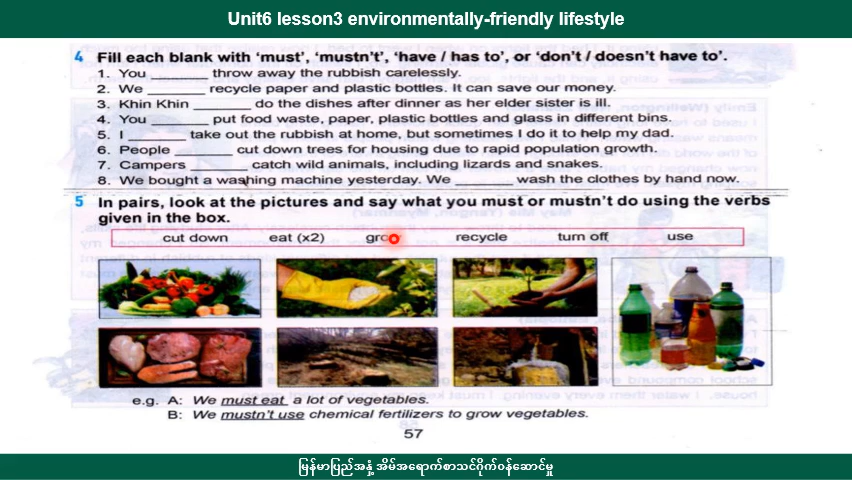 Unit6 lesson3 environmentally-friendly lifestyle
4 Fill each blank with ‘must’, ‘mustn’t’, ‘have / has to’, or ‘don’t / doesn’t have to’.
1. You ________ throw away the rubbish carelessly.
2. We ________ recycle paper and plastic bottles. It can save our money.
3. Khin Khin ________ do the dishes after dinner as her elder sister is ill.
4. You ________ put food waste, paper, plastic bottles and glass in different bins.
5. I ________ take out the rubbish at home, but sometimes I do it to help my dad.
6. People ________ cut down trees for housing due to rapid population growth.
7. Campers ________ catch wild animals, including lizards and snakes.
8. We bought a washing machine yesterday. We ________ wash the clothes by hand now.
5 In pairs, look at the pictures and say what you must or mustn’t do using the verbs
given in the box.
cut down eat (x2) recycle turn off use
e.g. A: We must eat a lot of vegetables.
B: We mustn’t use chemical fertilizers to grow vegetables.
57
မြန်မာပြည်အနှံ့ အိမ်အရောက်စာသင်ဂိုက်ဝန်ဆောင်မှု